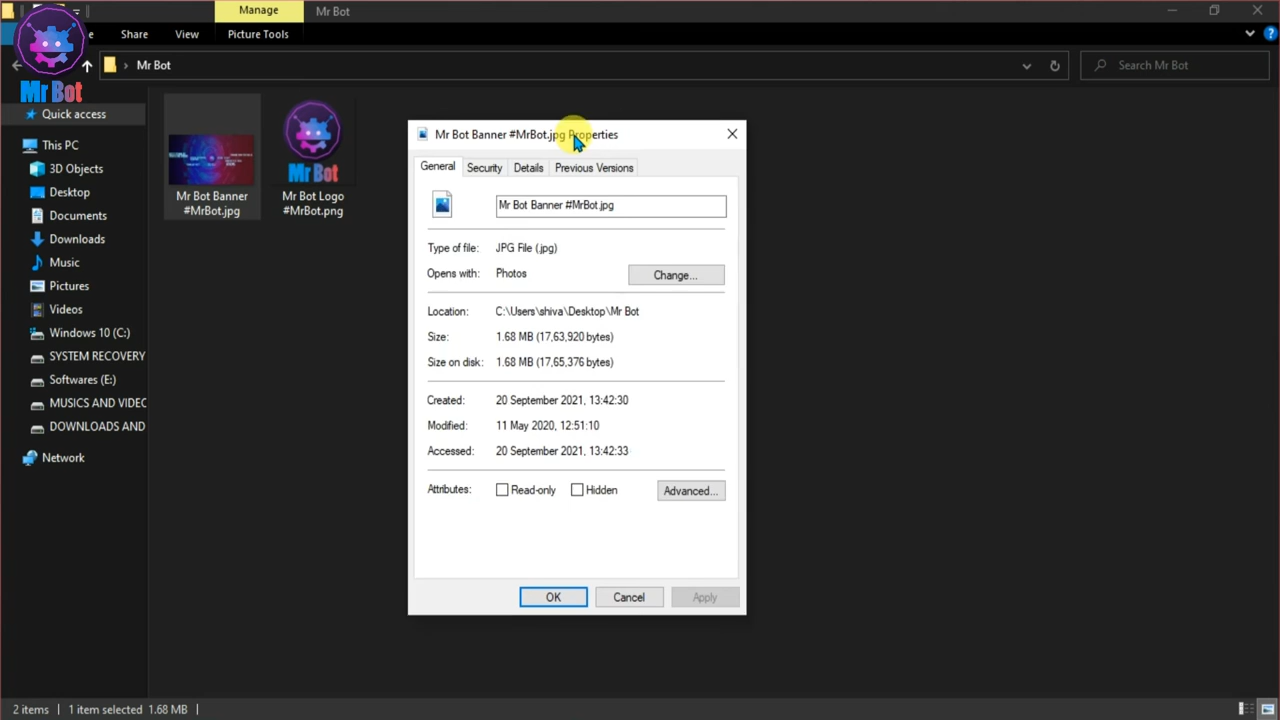 Manage
Mr Bot
Share
View
Picture Tools
Mr Bot
Search Mr Bot
Mr Bot
Quick access
This PC
3D Objects
Desktop
Documents
Downloads
Music
Pictures
Videos
Windows 10 (C:)
SYSTEM RECOVERY
Softwares (E:)
MUSICS AND VIDEC
DOWNLOADS AND
Network
Mr Bot Banner
#MrBot.jpg
Mr Bot
Mr Bot Logo
#MrBot.png
Mr Bot Banner #MrBot.jpg Properties
General Security Details Previous Versions
Mr Bot Banner #MrBot.jpg
Type of file: JPG File (.jpg)
Opens with: Photos Change...
Location: C:\Users\shiva\Desktop\Mr Bot
Size: 1.68 MB (17,63,920 bytes)
Size on disk: 1.68 MB (17,65,376 bytes)
Created: 20 September 2021, 13:42:30
Modified: 11 May 2020, 12:51:10
Accessed: 20 September 2021, 13:42:33
Attributes: Read-only Hidden Advanced...
OK Cancel Apply
2 items 1 item selected 1.68 MB